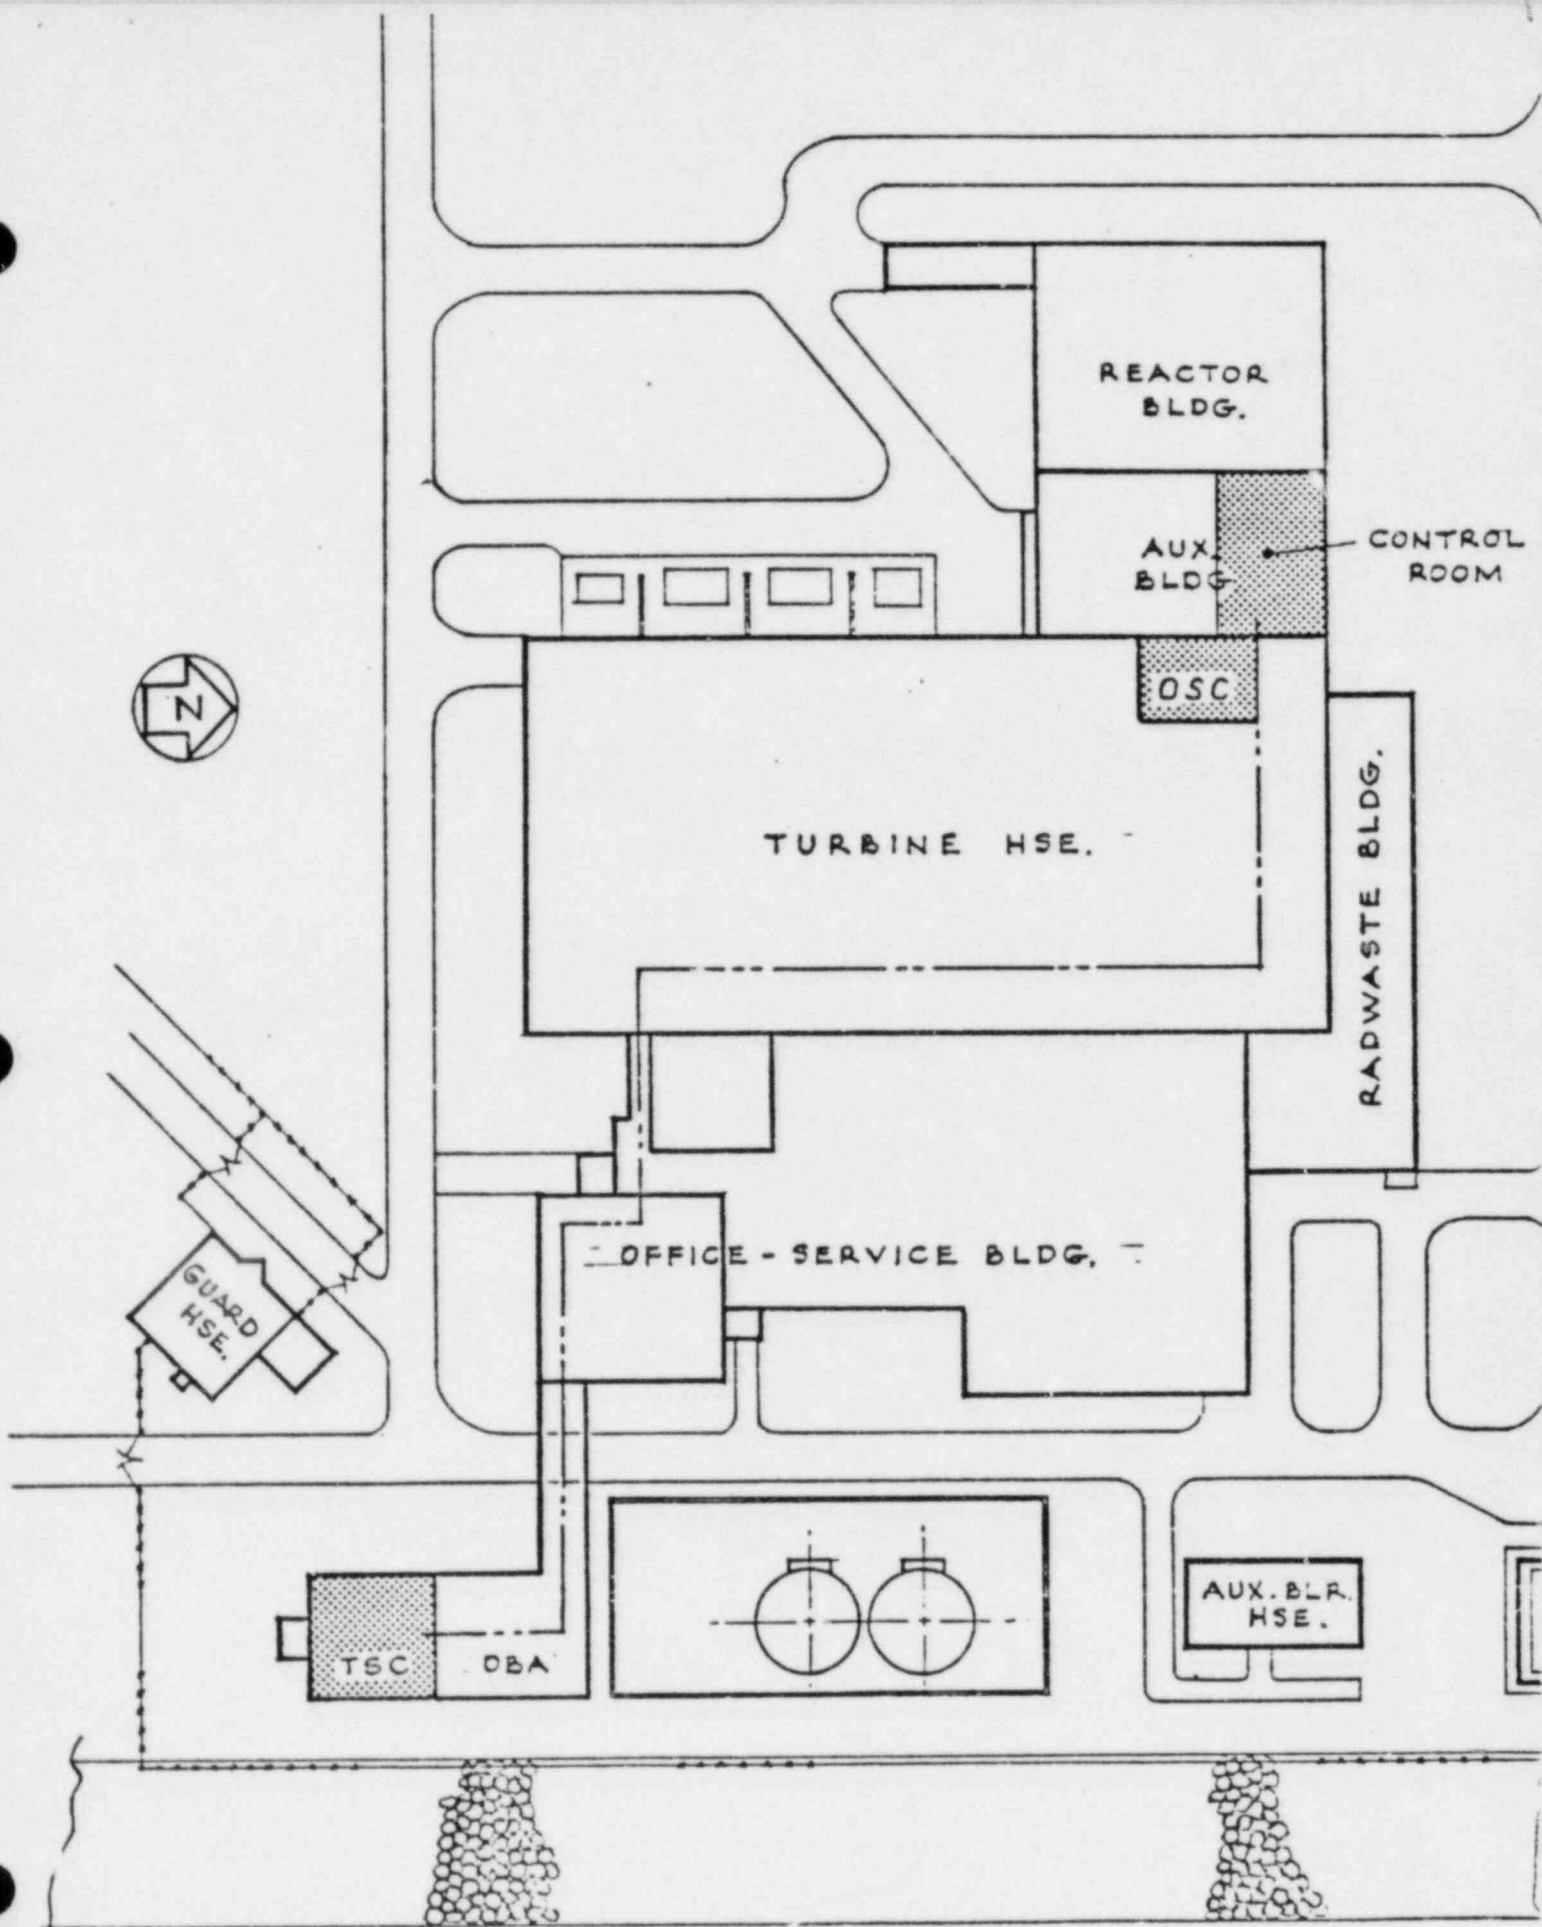 REACTOR
BLDG.
AUX.
BLDG
CONTROL
ROOM
OSC
N
TURBINE HSE.
RADWASTE BLDG.
OFFICE - SERVICE BLDG.
GUARD
HSE.
AUX. BLR.
HSE.
TSC
OBA